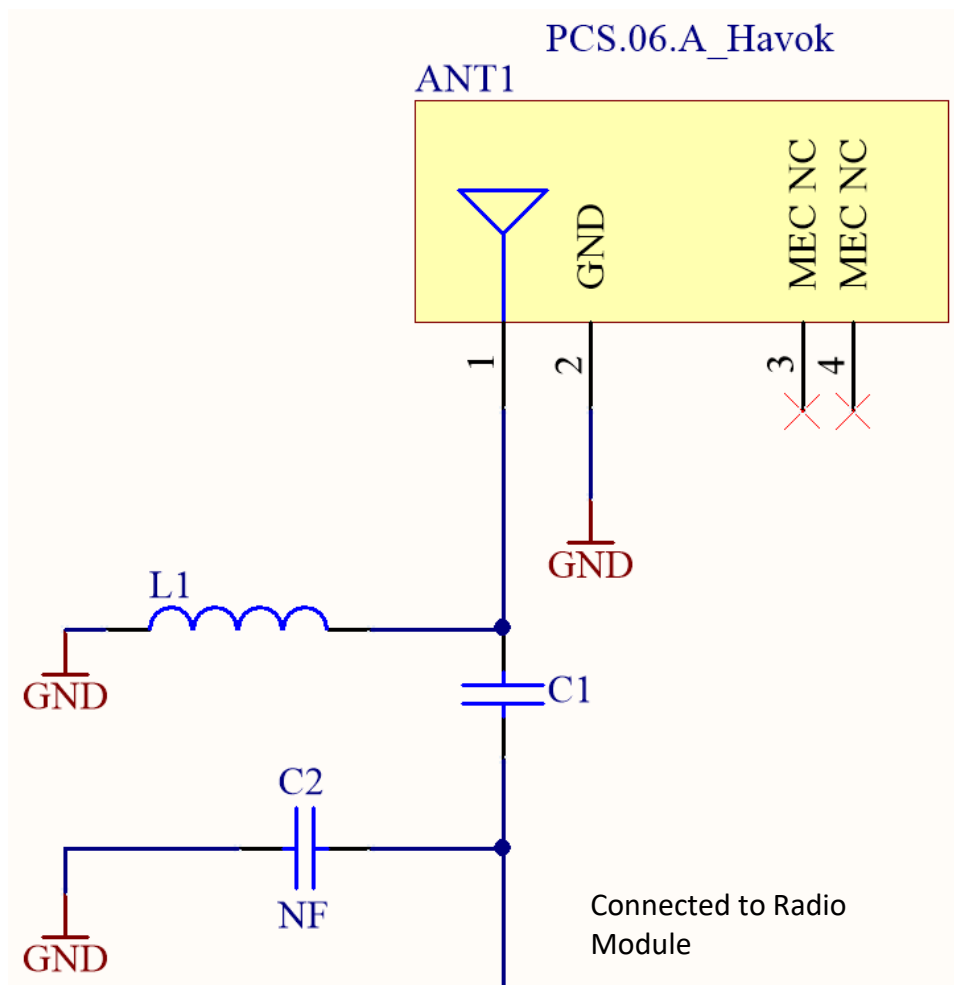 PCS.06.A_Havok
ANT1
GND
MEC NC
MEC NC
1
2
3
4
GND
L1
GND
C1
C2
NF
GND
Connected to Radio
Module